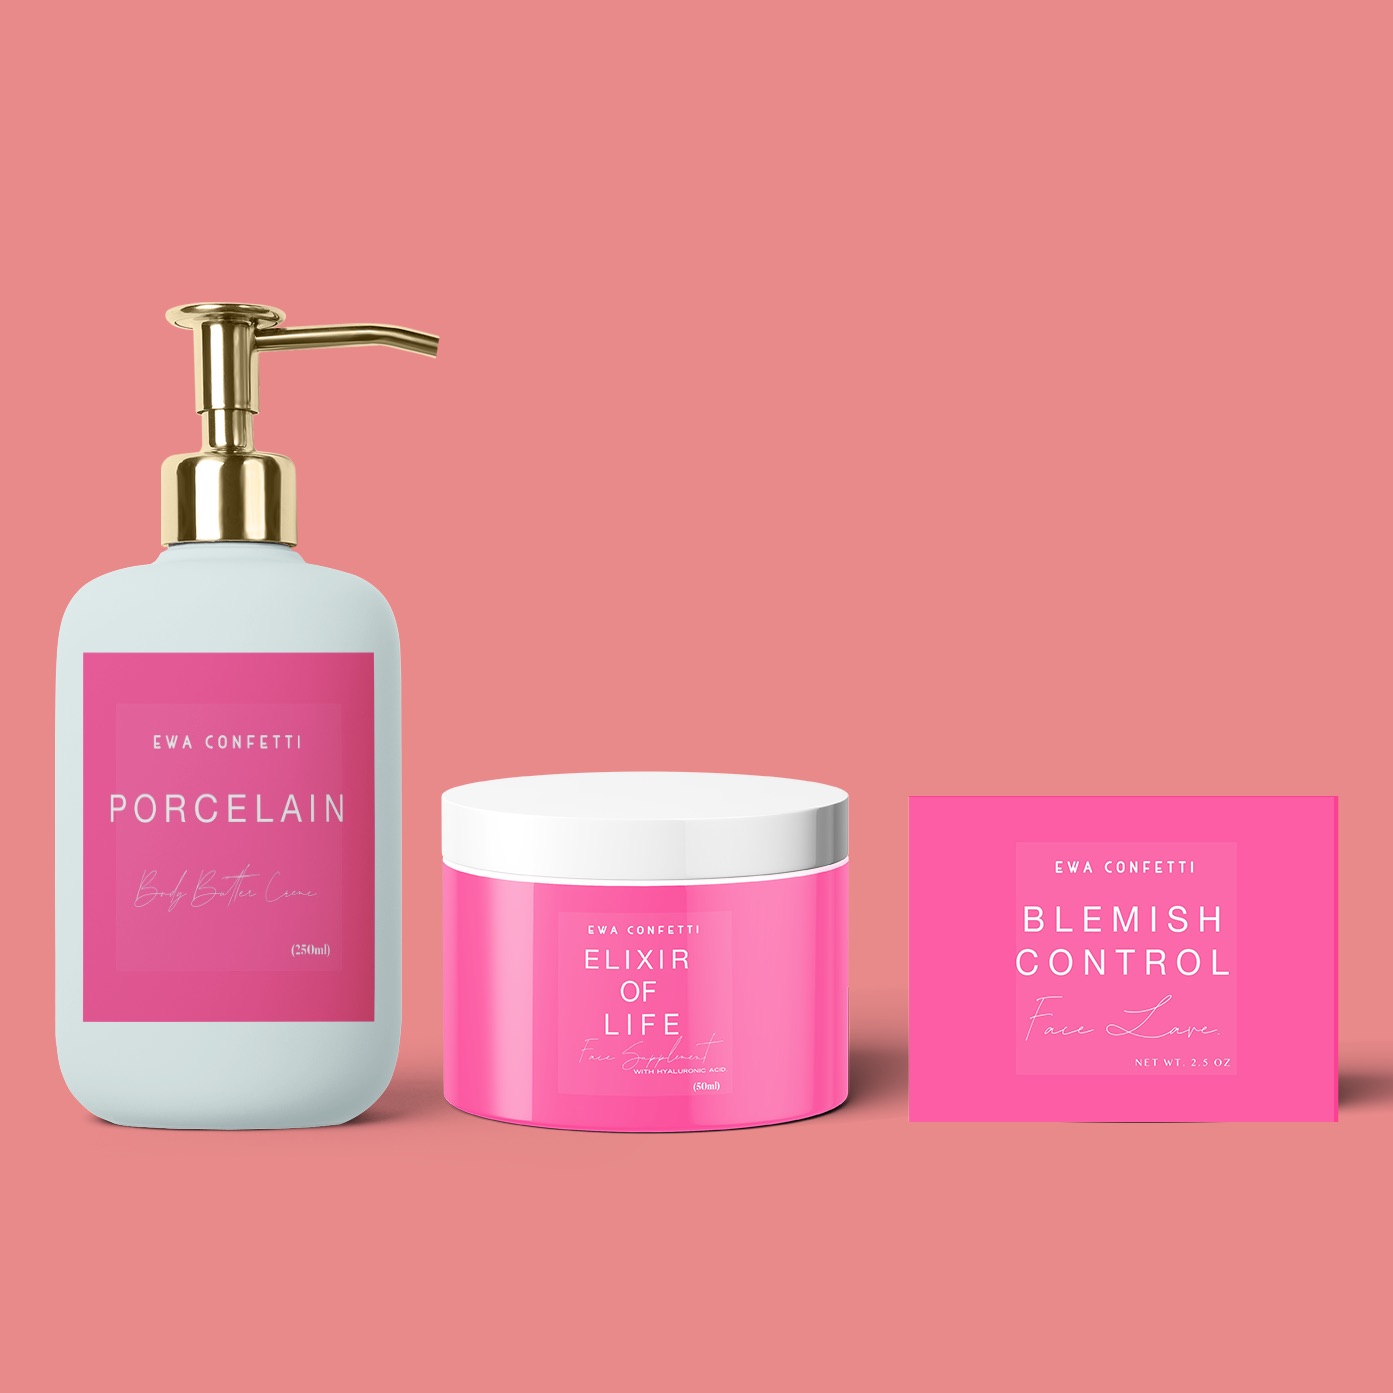 EWA CONFETTI
PORCELAIN
Body Butter Creme
(250ml)
EWA CONFETTI
ELIXIR
OF
LIFE
Face Supplement
WITH HYALURONIC ACID
(50ml)
EWA CONFETTI
BLEMISH
CONTROL
Face Lave.
NET WT. 2.5 OZ